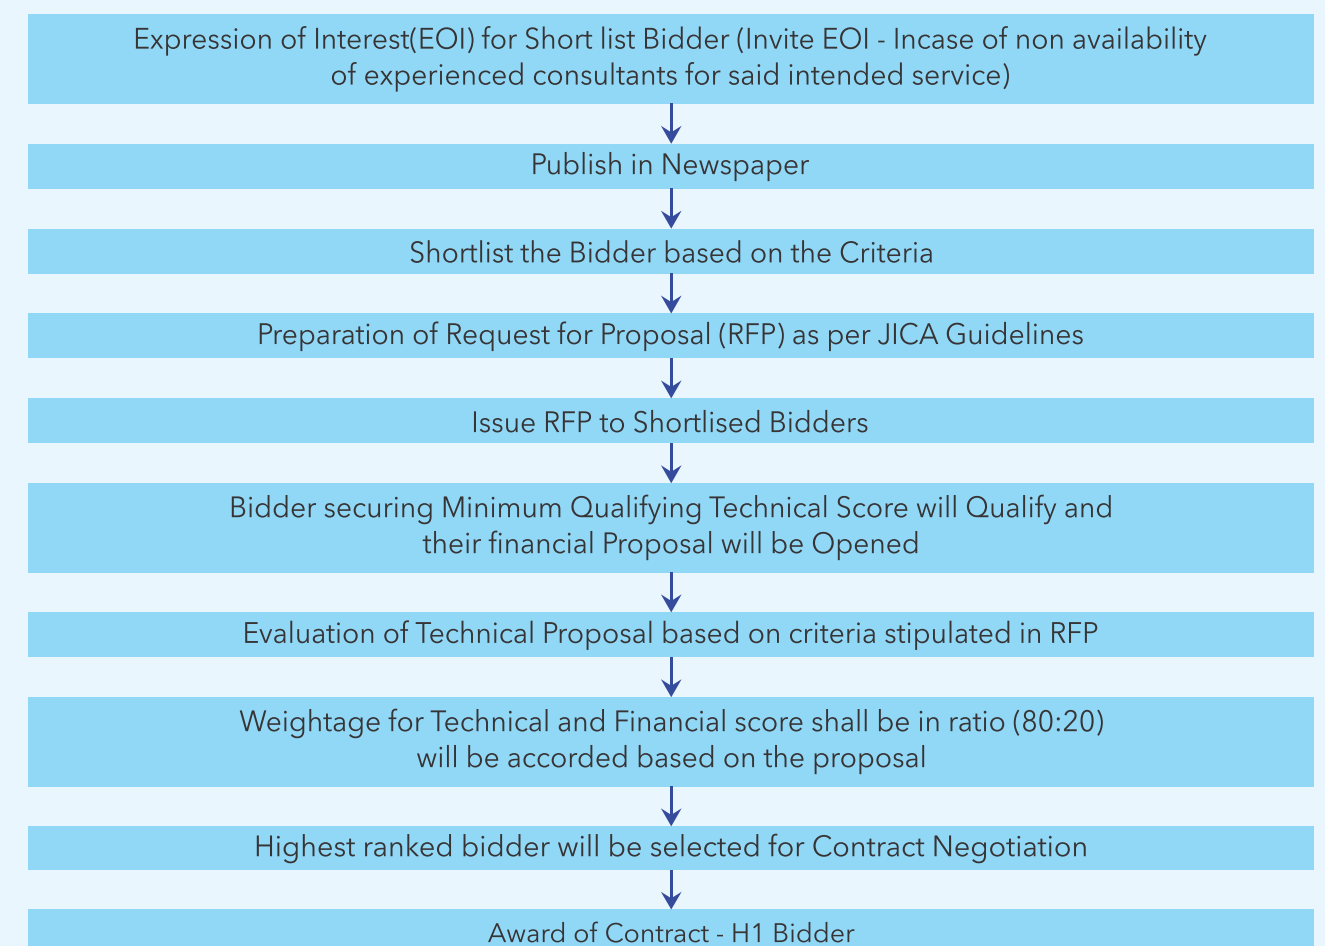 Expression of Interest(EOI) for Short list Bidder (Invite EOI - Incase of non availability
of experienced consultants for said intended service)
Publish in Newspaper
Shortlist the Bidder based on the Criteria
Preparation of Request for Proposal (RFP) as per JICA Guidelines
Issue RFP to Shortlised Bidders
Bidder securing Minimum Qualifying Technical Score will Qualify and
their financial Proposal will be Opened
Evaluation of Technical Proposal based on criteria stipulated in RFP
Weightage for Technical and Financial score shall be in ratio (80:20)
will be accorded based on the proposal
Highest ranked bidder will be selected for Contract Negotiation
Award of Contract - H1 Bidder